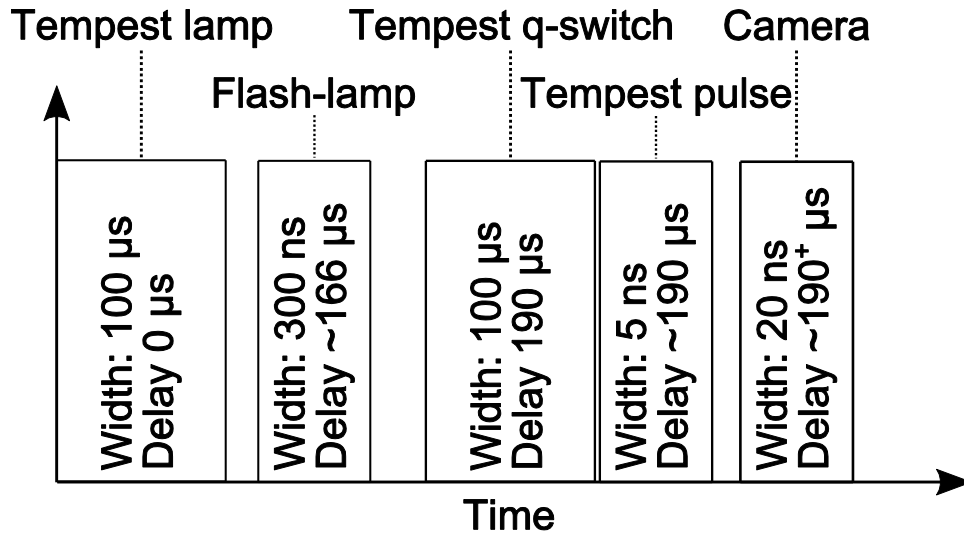 Tempest lamp
Tempest q-switch
Camera
Flash-lamp
Tempest pulse
Width: 100 µs
Delay 0 µs
Width: 300 ns
Delay ~166 µs
Width: 100 µs
Delay 190 µs
Width: 5 ns
Delay ~190 µs
Width: 20 ns
Delay ~190⁺ µs
Time